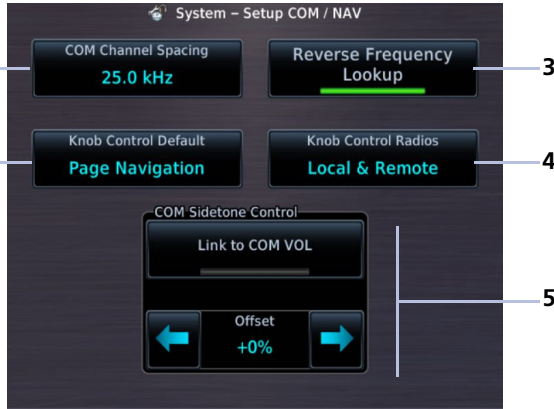 System – Setup COM / NAV
COM Channel Spacing
25.0 kHz
Reverse Frequency
Lookup
3
Knob Control Default
Page Navigation
Knob Control Radios
Local & Remote
4
COM Sidetone Control
Link to COM VOL
Offset
+0%
5